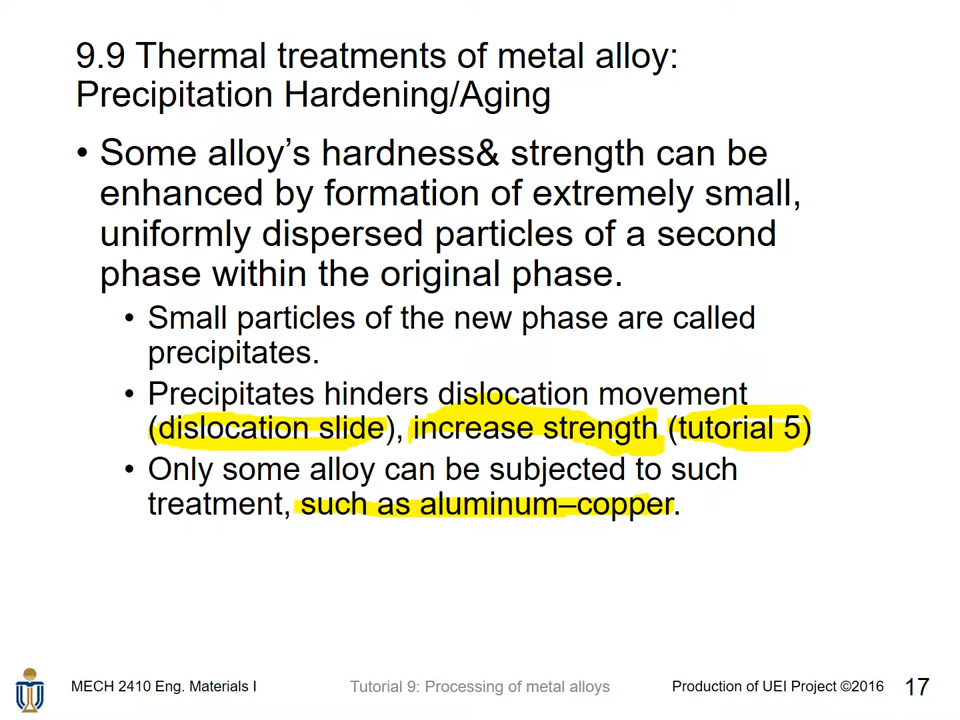 9.9 Thermal treatments of metal alloy:
Precipitation Hardening/Aging
• Some alloy’s hardness& strength can be
enhanced by formation of extremely small,
uniformly dispersed particles of a second
phase within the original phase.
• Small particles of the new phase are called
precipitates.
• Precipitates hinders dislocation movement
(dislocation slide), increase strength (tutorial 5)
• Only some alloy can be subjected to such
treatment, such as aluminum–copper.
MECH 2410 Eng. Materials I
Tutorial 9: Processing of metal alloys
Production of UEI Project ©2016
17